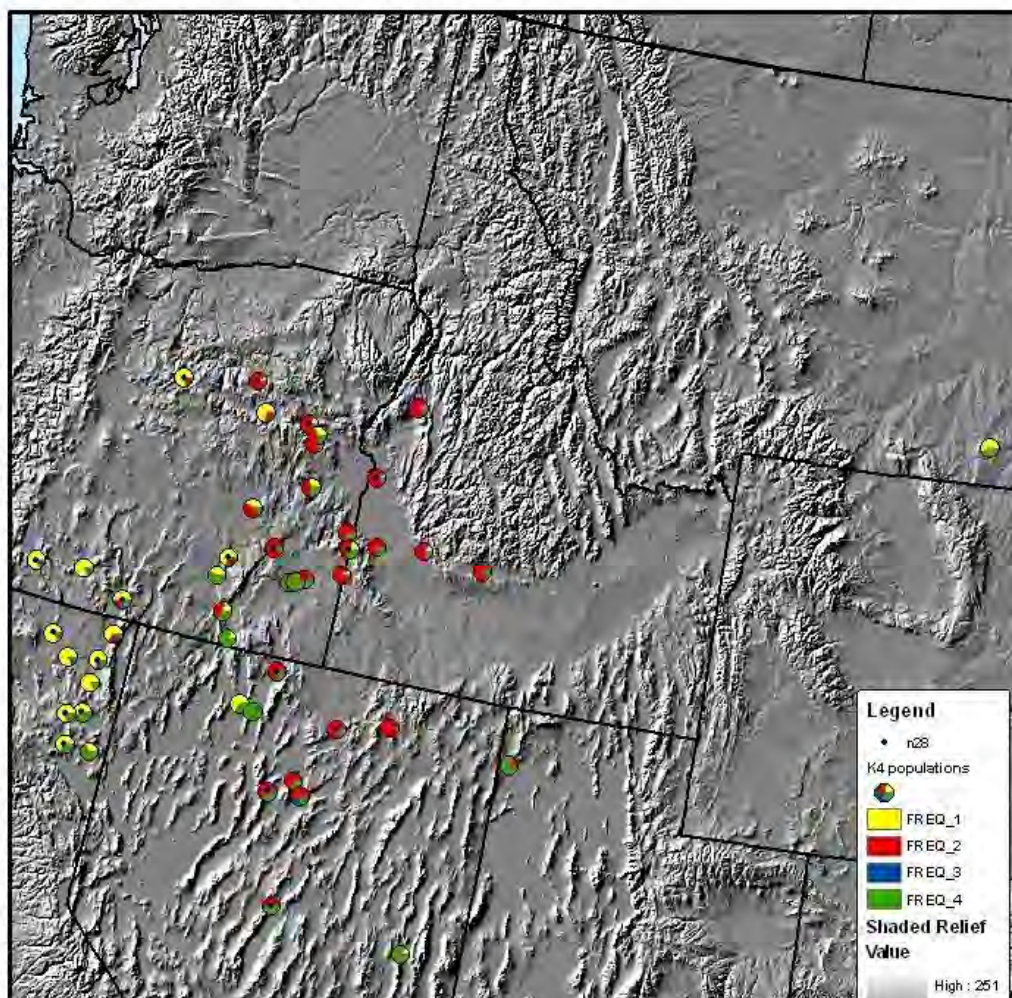 Legend
n28
K4 populations
FREQ_1
FREQ_2
FREQ_3
FREQ_4
Shaded Relief
Value
High : 251